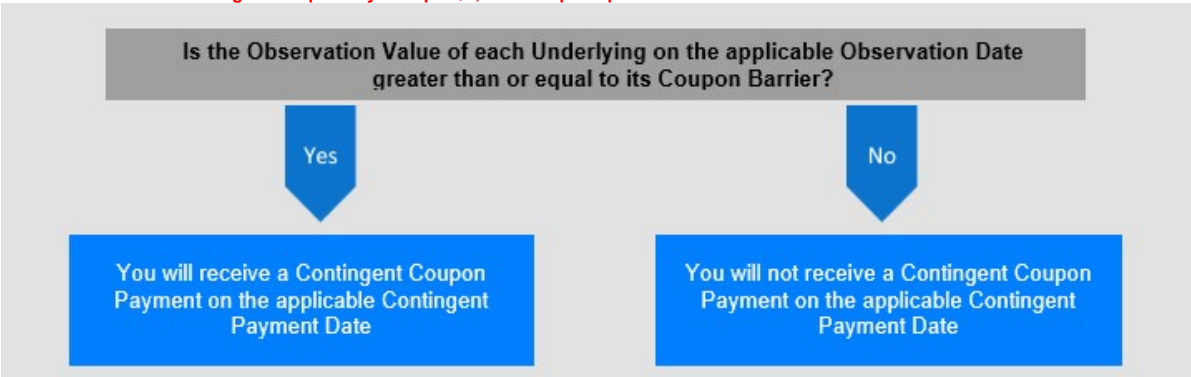 Is the Observation Value of each Underlying on the applicable Observation Date
greater than or equal to its Coupon Barrier?
Yes
No
You will receive a Contingent Coupon
Payment on the applicable Contingent
Payment Date
You will not receive a Contingent Coupon
Payment on the applicable Contingent
Payment Date